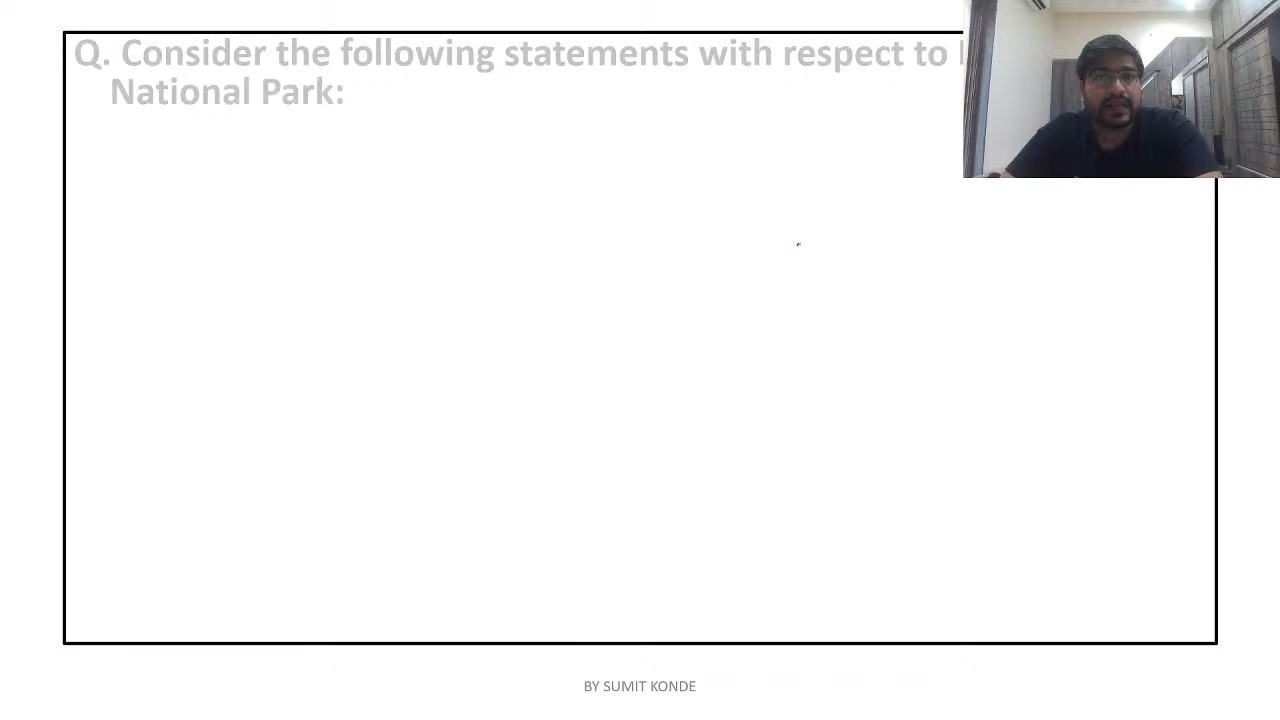 Q. Consider the following statements with respect to
National Park:
BY SUMIT KONDE